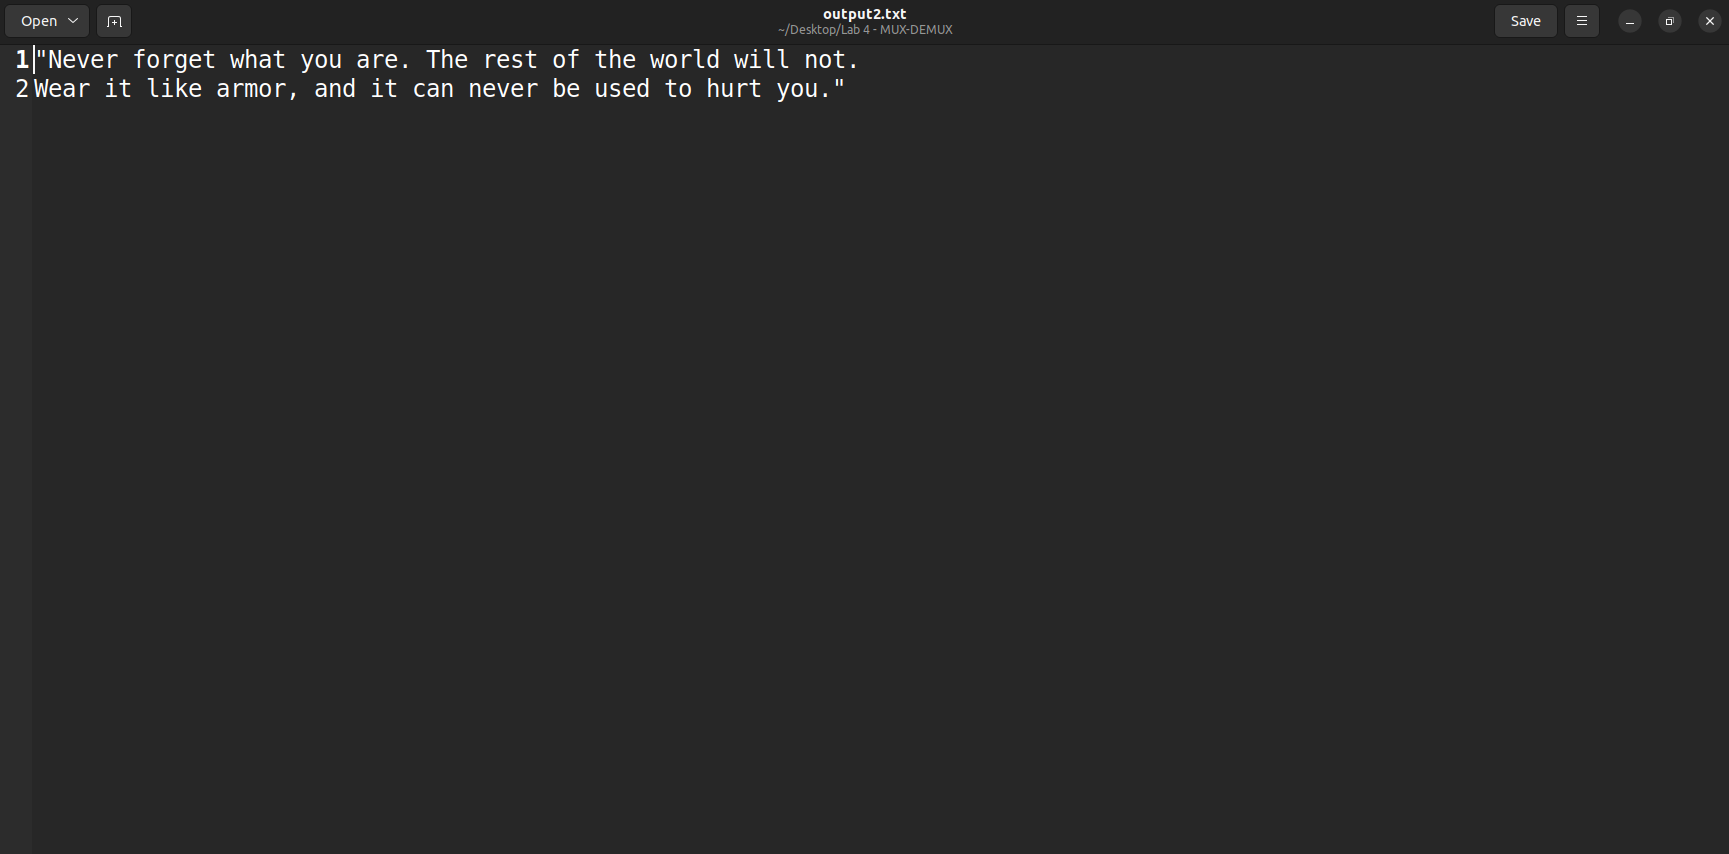 Open
output2.txt
~/Desktop/Lab 4 - MUX-DEMUX
Save
1 "Never forget what you are. The rest of the world will not.
2 Wear it like armor, and it can never be used to hurt you."